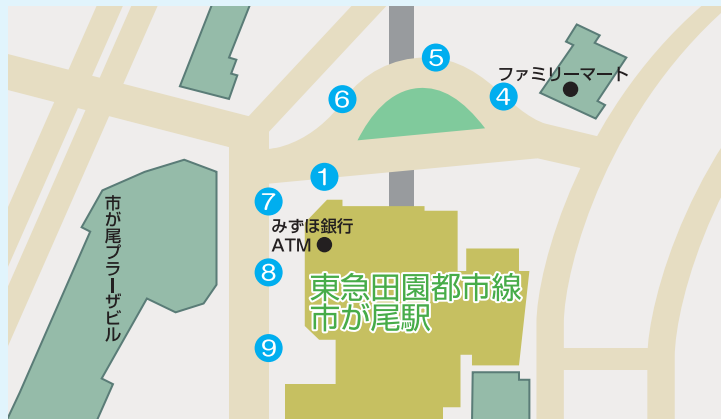 ⑤
ファミリーマート
④
⑥
①
⑦
みずほ銀行
ATM
⑧
東急田園都市線
市が尾駅
⑨
市が尾プラーザビル